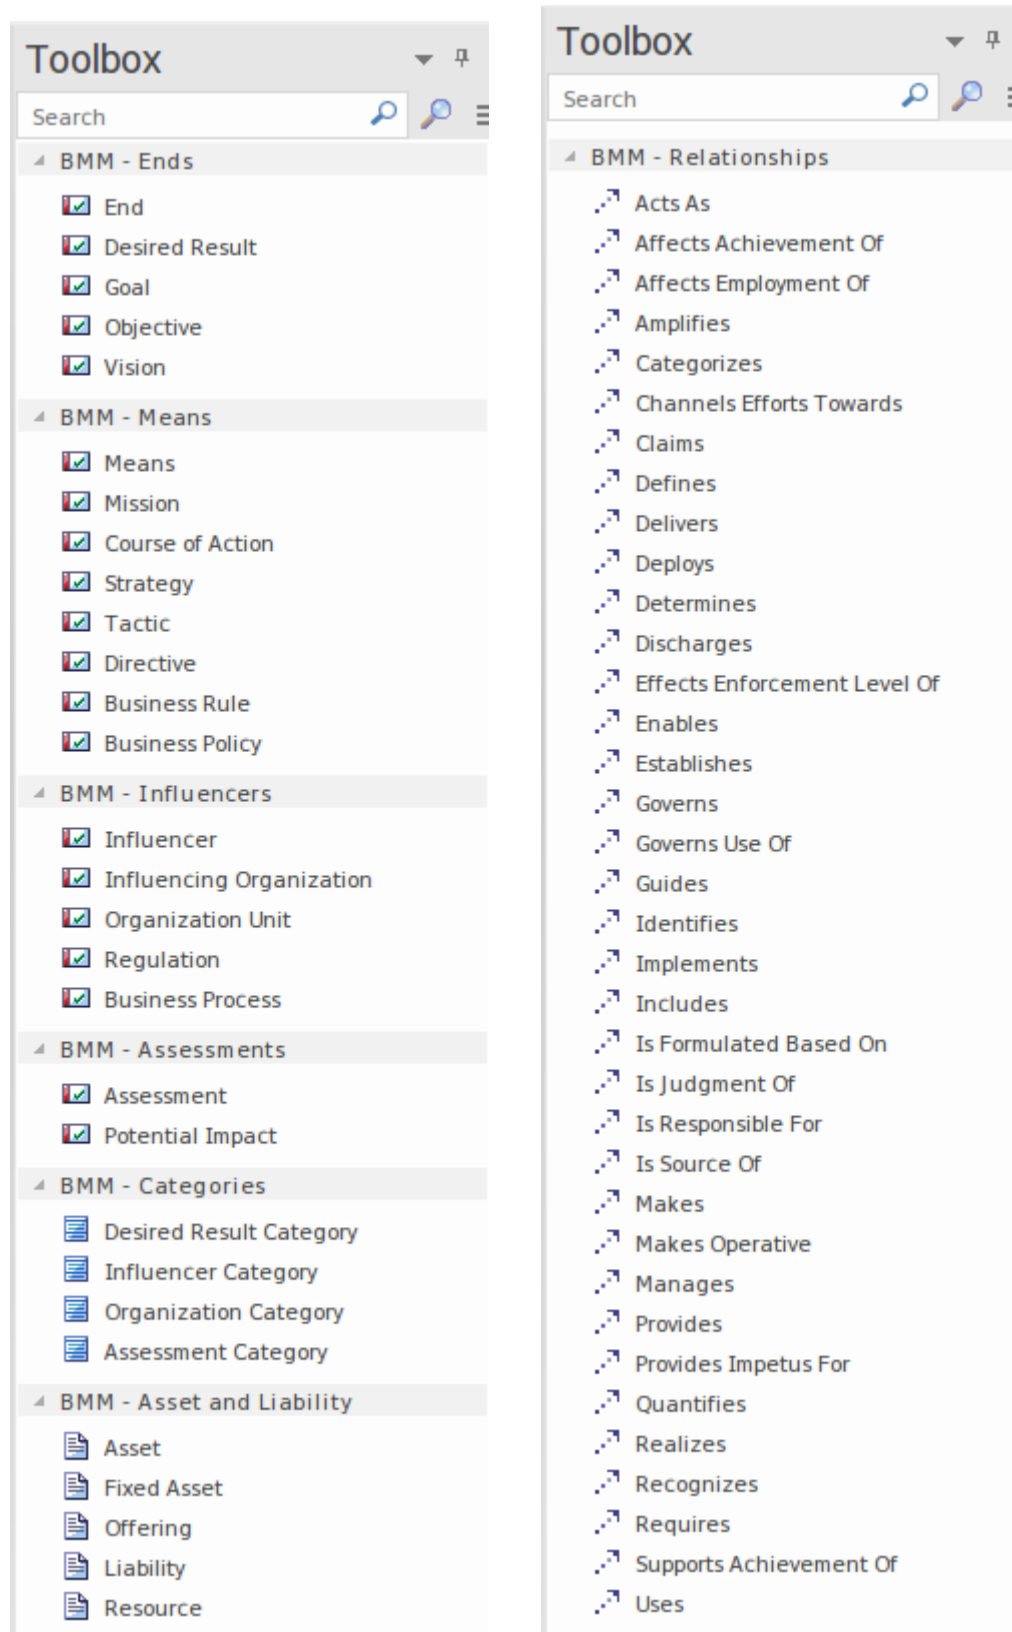 Toolbox
Search
BMM - Ends
End
Desired Result
Goal
Objective
Vision
BMM - Means
Means
Mission
Course of Action
Strategy
Tactic
Directive
Business Rule
Business Policy
BMM - Influencers
Influencer
Influencing Organization
Organization Unit
Regulation
Business Process
BMM - Assessments
Assessment
Potential Impact
BMM - Categories
Desired Result Category
Influencer Category
Organization Category
Assessment Category
BMM - Asset and Liability
Asset
Fixed Asset
Offering
Liability
Resource
Toolbox
Search
BMM - Relationships
Acts As
Affects Achievement Of
Affects Employment Of
Amplifies
Categorizes
Channels Efforts Towards
Claims
Defines
Delivers
Deploys
Determines
Discharges
Effects Enforcement Level Of
Enables
Establishes
Governs
Governs Use Of
Guides
Identifies
Implements
Includes
Is Formulated Based On
Is Judgment Of
Is Responsible For
Is Source Of
Makes
Makes Operative
Manages
Provides
Provides Impetus For
Quantifies
Realizes
Recognizes
Requires
Supports Achievement Of
Uses